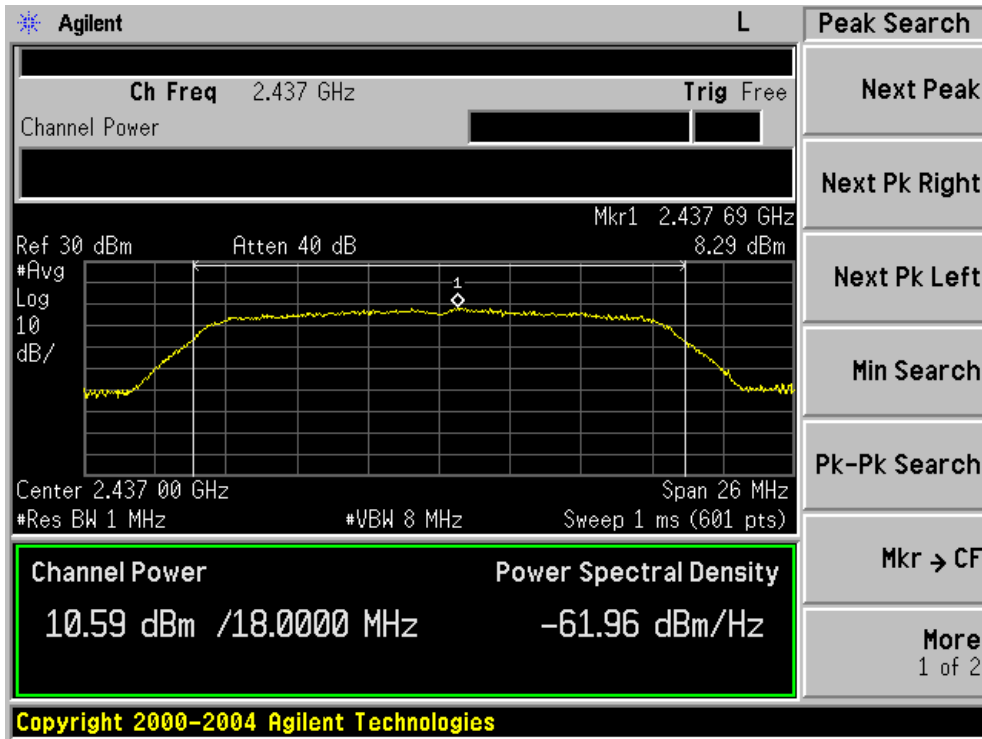 Agilent L Peak Search
Ch Freq 2.437 GHz Trig Free
Channel Power
Mkr1 2.437 69 GHz
Ref 30 dBm Atten 40 dB 8.29 dBm
#Avg
Log
10
dB/
1
Center 2.437 00 GHz Span 26 MHz
#Res BW 1 MHz #VBW 8 MHz Sweep 1 ms (601 pts)
Channel Power Power Spectral Density
10.59 dBm /18.0000 MHz -61.96 dBm/Hz
Copyright 2000-2004 Agilent Technologies
Next Peak
Next Pk Right
Next Pk Left
Min Search
Pk-Pk Search
Mkr → CF
More
1 of 2